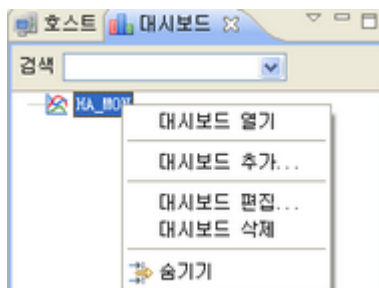 호스트 대시보드
검색
HA_MON
대시보드 열기
대시보드 추가...
대시보드 편집...
대시보드 삭제
숨기기